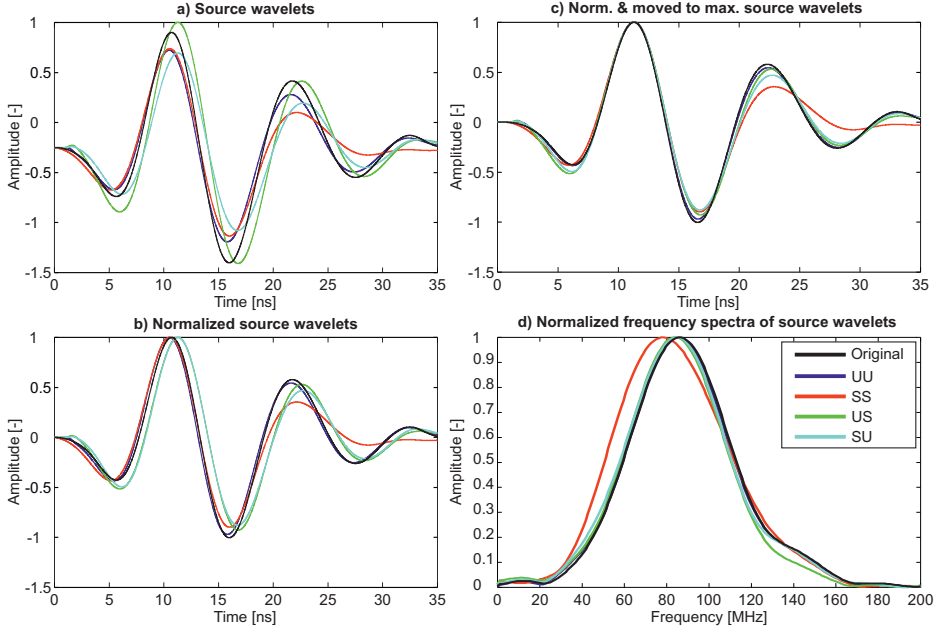 a) Source wavelets
1
0.5
0
-0.5
-1
-1.5
Amplitude [-]
0 5 10 15 20 25 30 35
Time [ns]
c) Norm. & moved to max. source wavelets
1
0.5
0
-0.5
-1
-1.5
Amplitude [-]
0 5 10 15 20 25 30 35
Time [ns]
b) Normalized source wavelets
1
0.5
0
-0.5
-1
-1.5
Amplitude [-]
0 5 10 15 20 25 30 35
Time [ns]
d) Normalized frequency spectra of source wavelets
1
0.9
0.8
0.7
0.6
0.5
0.4
0.3
0.2
0.1
0
Amplitude [-]
Original
UU
SS
US
SU
0 20 40 60 80 100 120 140 160 180 200
Frequency [MHz]